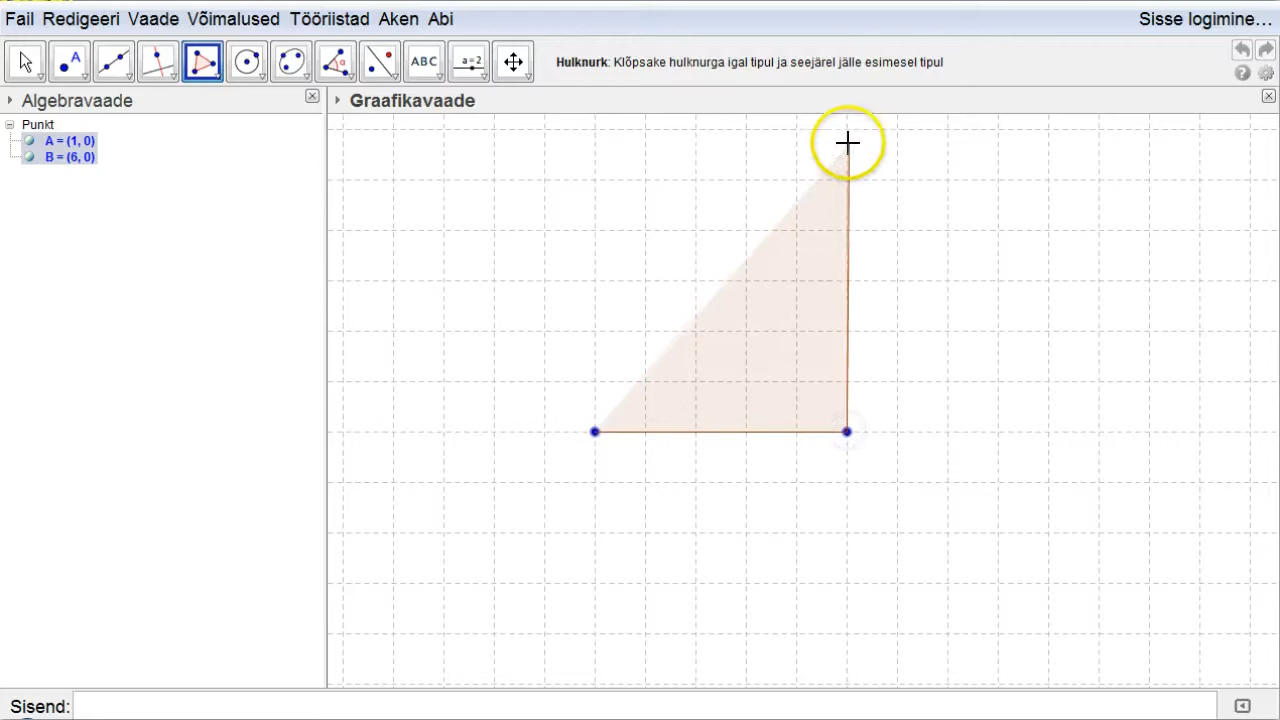 Fail Redigeeri Vaade Võimalused Tööriistad Aken Abi
Sisse logimine...
A
ABC
a=2
Hulknurk: Klõpsake hulknurga igal tipul ja seejärel jälle esimesel tipul
Algebravaade
Graafikavaade
Punkt
A = (1, 0)
B = (6, 0)
Sisend: